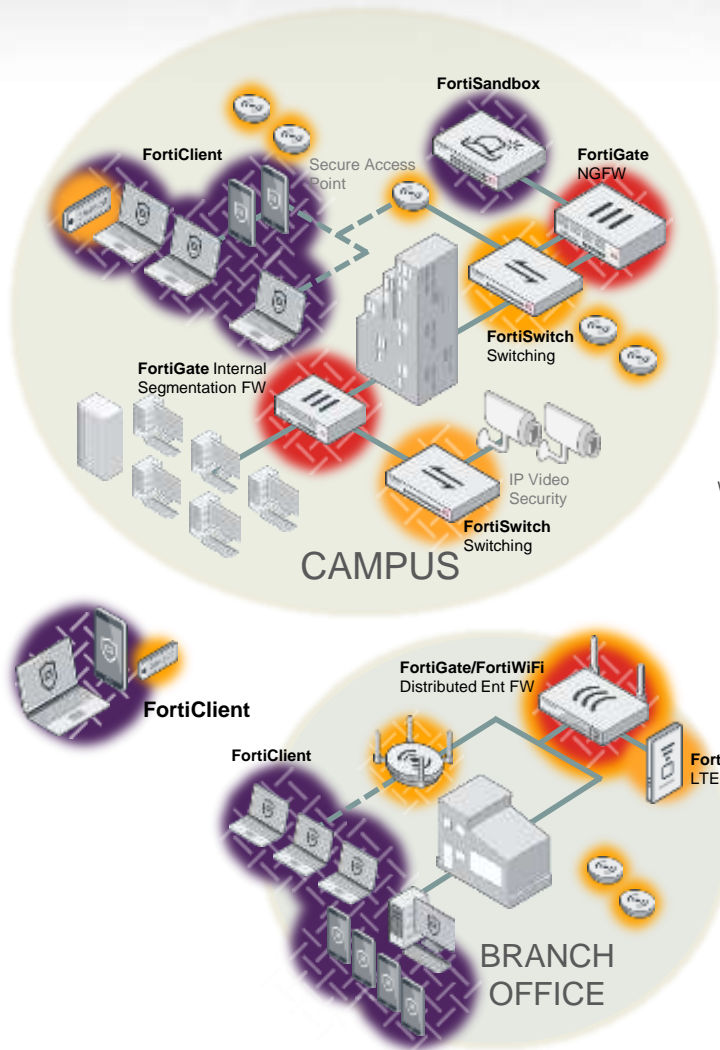 FortiSandbox
FortiClient
Secure Access
Point
FortiGate
NGFW
FortiSwitch
Switching
FortiGate Internal
Segmentation FW
IP Video
Security
FortiSwitch
Switching
CAMPUS
FortiClient
FortiGate/FortiWiFi
Distributed Ent FW
FortiClient
Fort
LTE
BRANCH
OFFICE